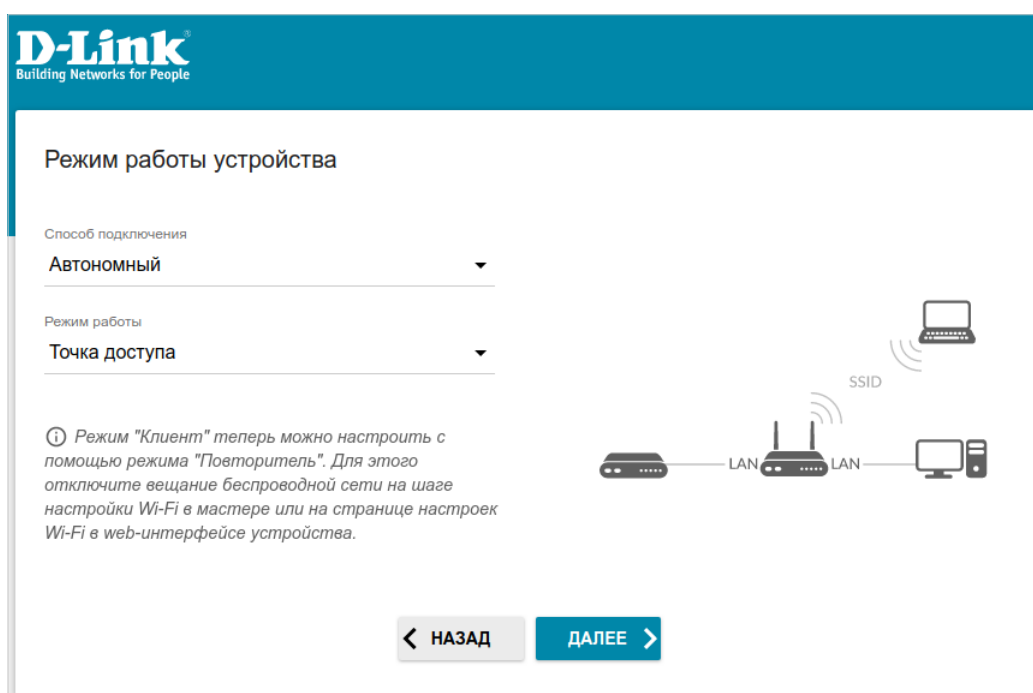 D-Link
Building Networks for People
Режим работы устройства
Способ подключения
Автономный
Режим работы
Точка доступа
SSID
LAN LAN
Режим "Клиент" теперь можно настроить с
помощью режима "Повторитель". Для этого
отключите вещание беспроводной сети на шаге
настройки Wi-Fi в мастере или на странице настроек
Wi-Fi в web-интерфейсе устройства.
НАЗАД
ДАЛЕЕ